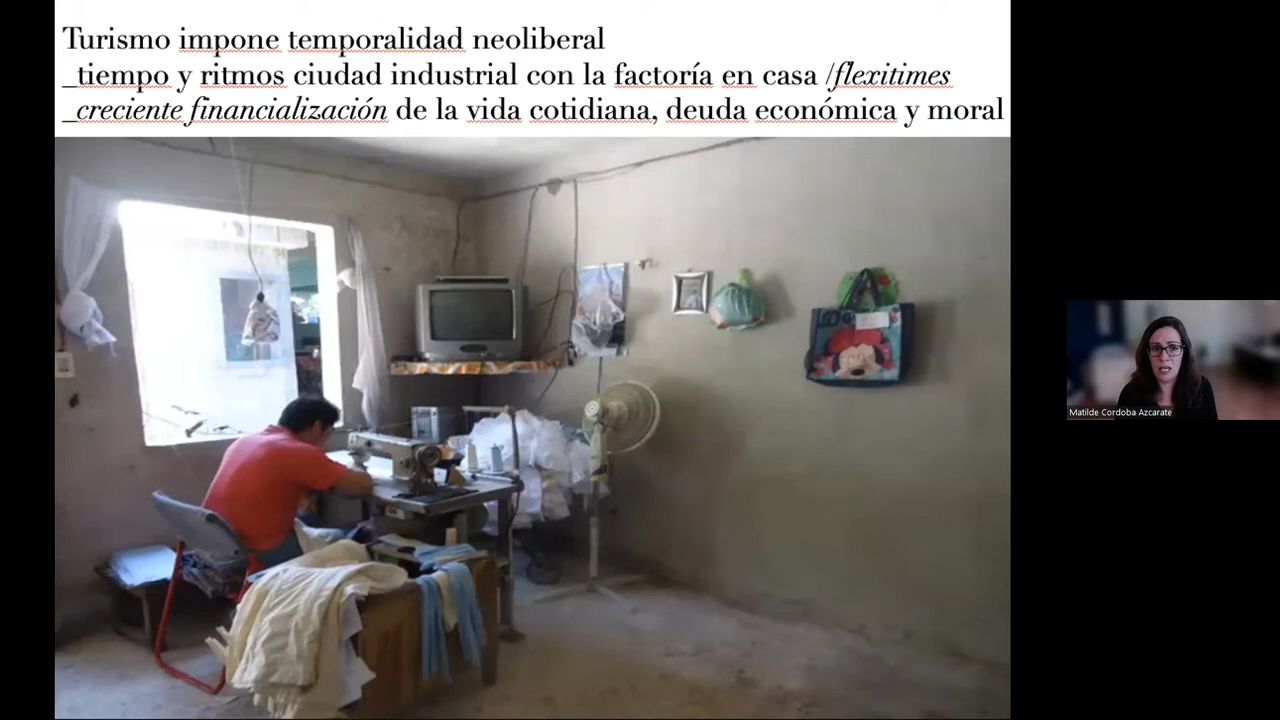 Turismo impone temporalidad neoliberal
_tiempo y ritmos ciudad industrial con la factoría en casa /flexitimes
_creciente financialización de la vida cotidiana, deuda económica y moral
Matilde Cordoba Azcarate